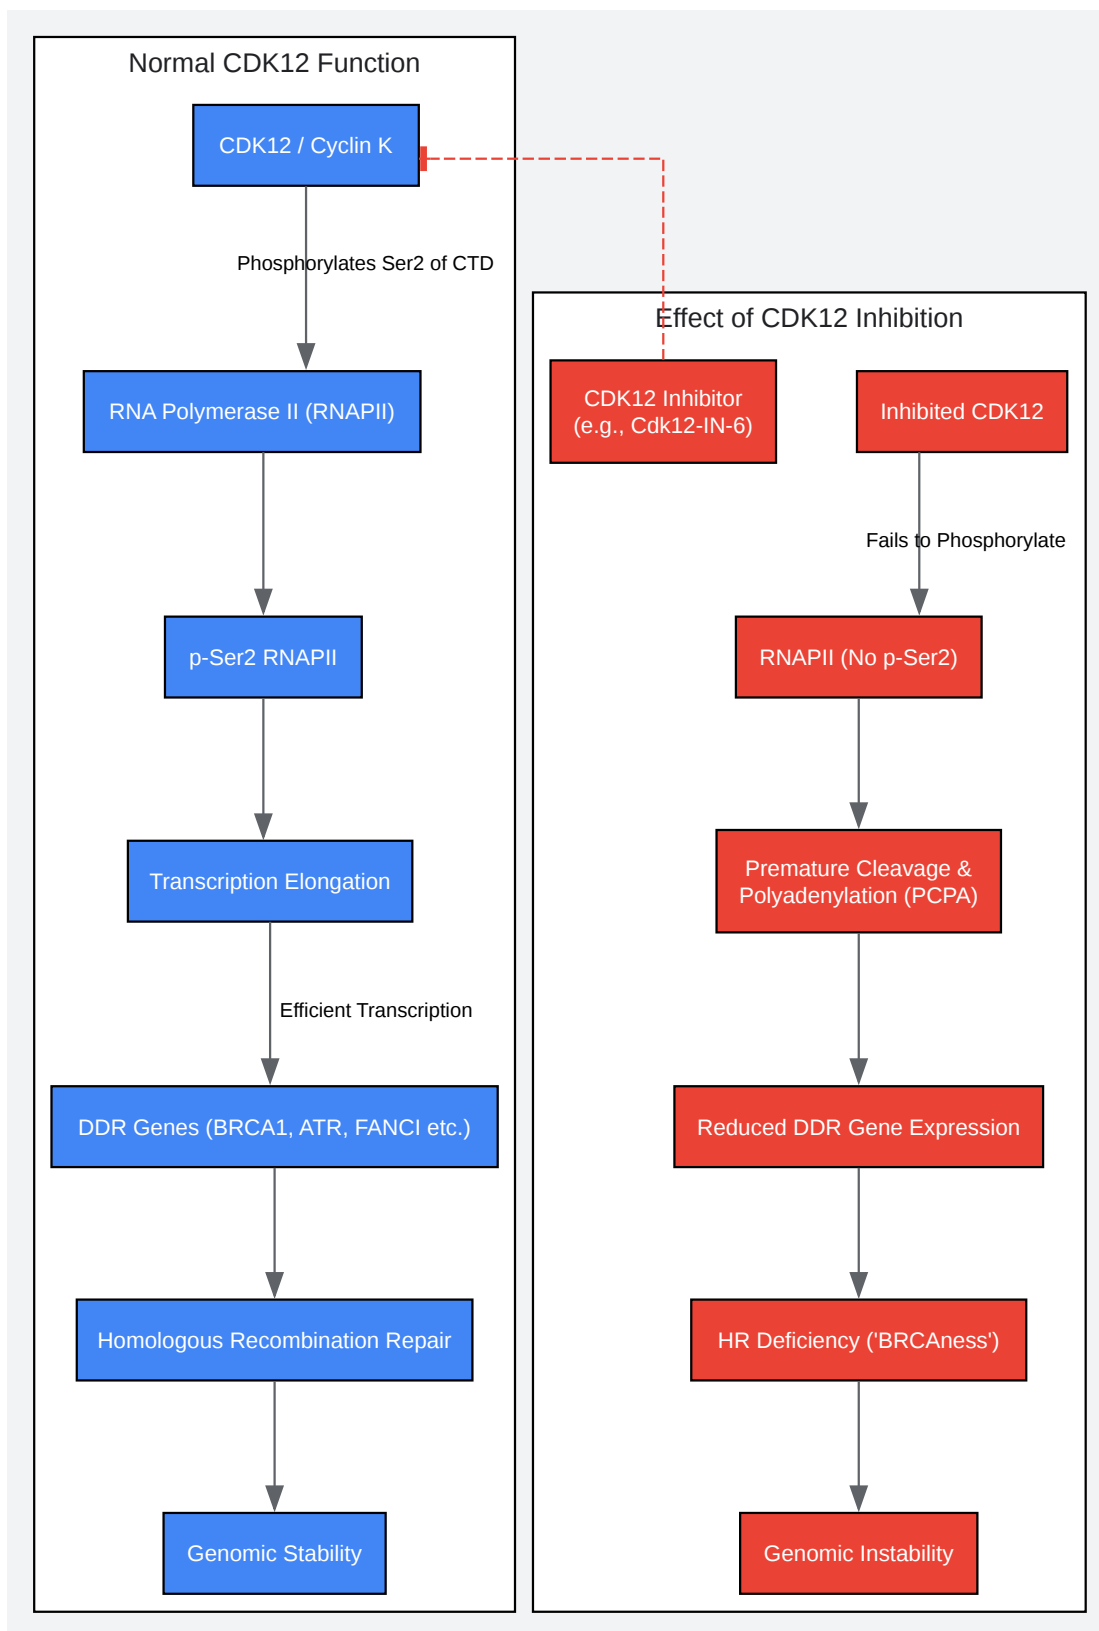 Normal CDK12 Function
CDK12 / Cyclin K
Phosphorylates Ser2 of CTD
RNA Polymerase II (RNAPII)
p-Ser2 RNAPII
Transcription Elongation
Efficient Transcription
DDR Genes (BRCA1, ATR, FANCI etc.)
Homologous Recombination Repair
Genomic Stability
Effect of CDK12 Inhibition
CDK12 Inhibitor
(e.g., Cdk12-IN-6)
Inhibited CDK12
Fails to Phosphorylate
RNAPII (No p-Ser2)
Premature Cleavage &
Polyadenylation (PCPA)
Reduced DDR Gene Expression
HR Deficiency ('BRCAness')
Genomic Instability